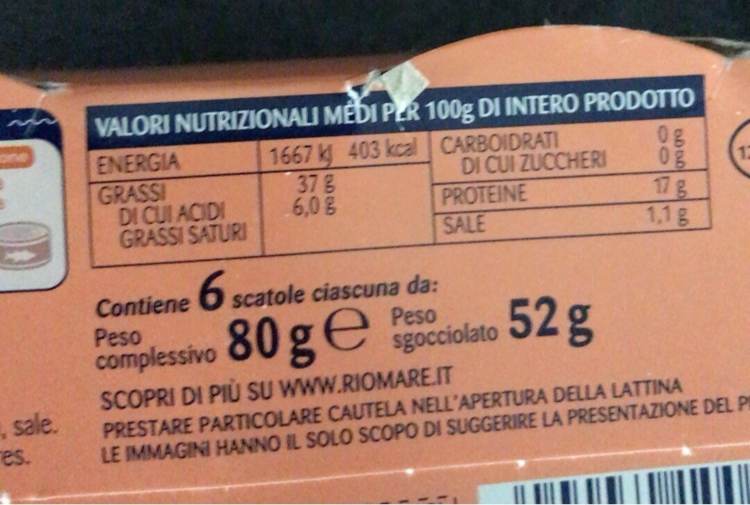 VALORI NUTRIZIONALI MEDI PER 100g DI INTERO PRODOTTO
ENERGIA 1667 kJ 403 kcal
GRASSI 37 g
DI CUI ACIDI GRASSI SATURI 6,0 g
CARBOIDRATI 0 g
DI CUI ZUCCHERI 0 g
PROTEINE 17 g
SALE 1,1 g
Contiene 6 scatole ciascuna da:
Peso complessivo 80 g e Peso sgocciolato 52 g
SCOPRI DI PIÙ SU WWW.RIOMARE.IT
PRESTARE PARTICOLARE CAUTELA NELL'APERTURA DELLA LATTINA
LE IMMAGINI HANNO IL SOLO SCOPO DI SUGGERIRE LA PRESENTAZIONE DEL
, sale.